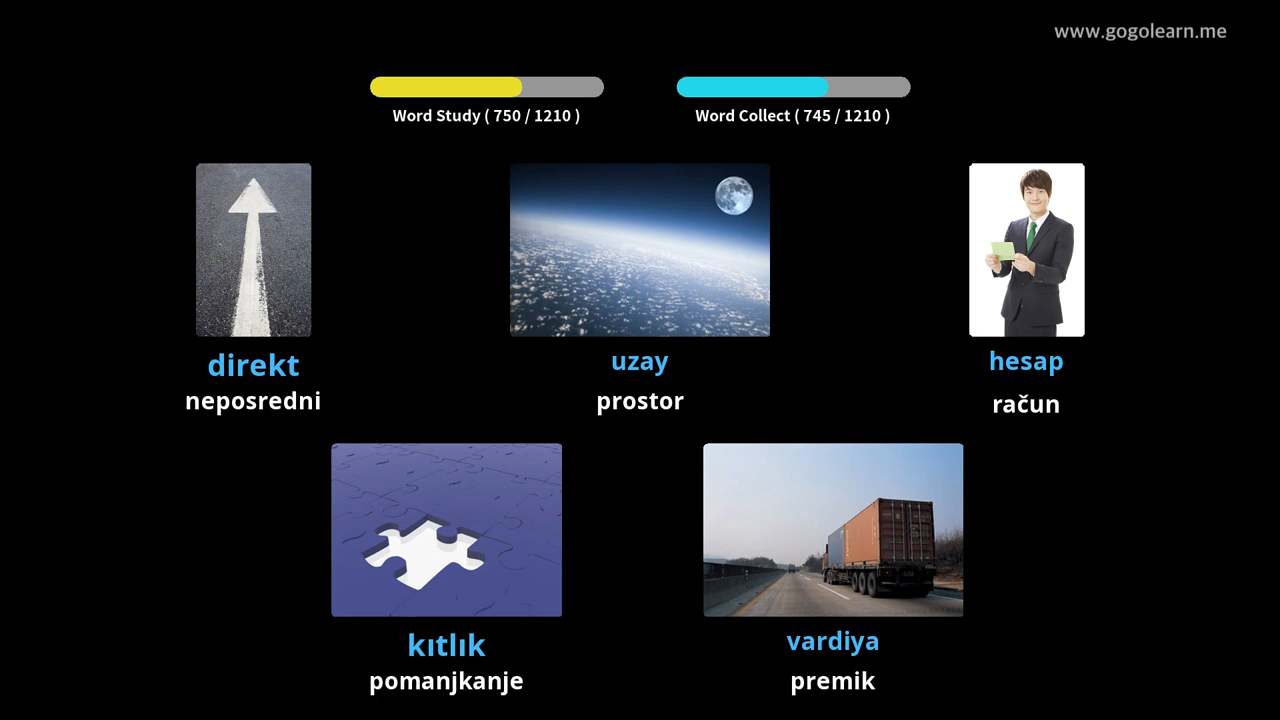 www.gogolearn.me
Word Study ( 750 / 1210 )
Word Collect ( 745 / 1210 )
direkt
neposredni
uzay
prostor
hesap
račun
kıtlık
pomanjkanje
vardiya
premik